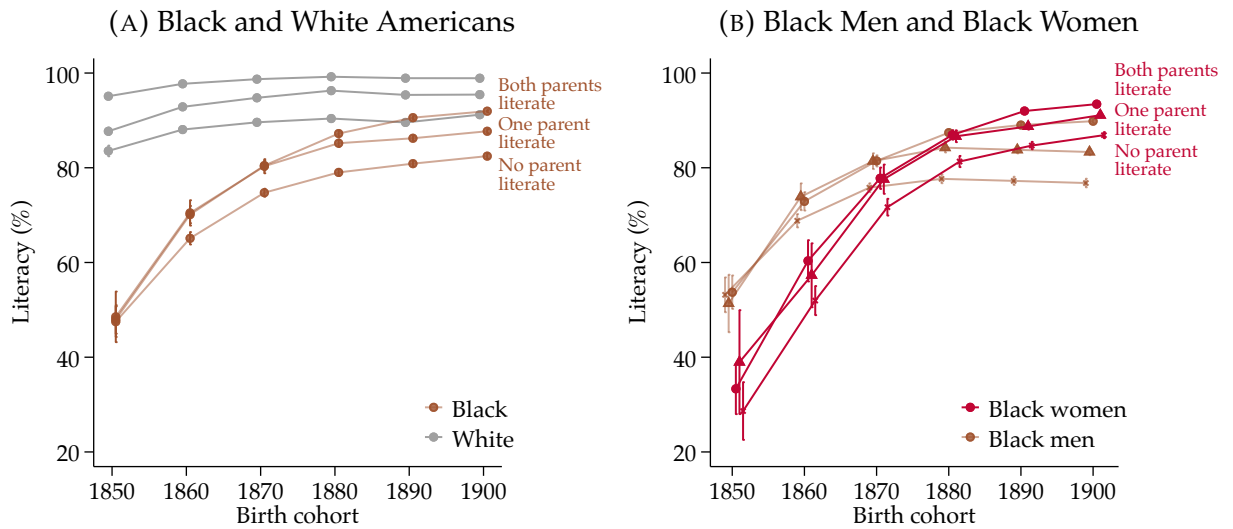 (A) Black and White Americans
100
80
60
40
20
Literacy (%)
Both parents
literate
One parent
literate
No parent
literate
Black
White
1850 1860 1870 1880 1890 1900
Birth cohort
(B) Black Men and Black Women
100
80
60
40
20
Literacy (%)
Both parents
literate
One parent
literate
No parent
literate
Black women
Black men
1850 1860 1870 1880 1890 1900
Birth cohort